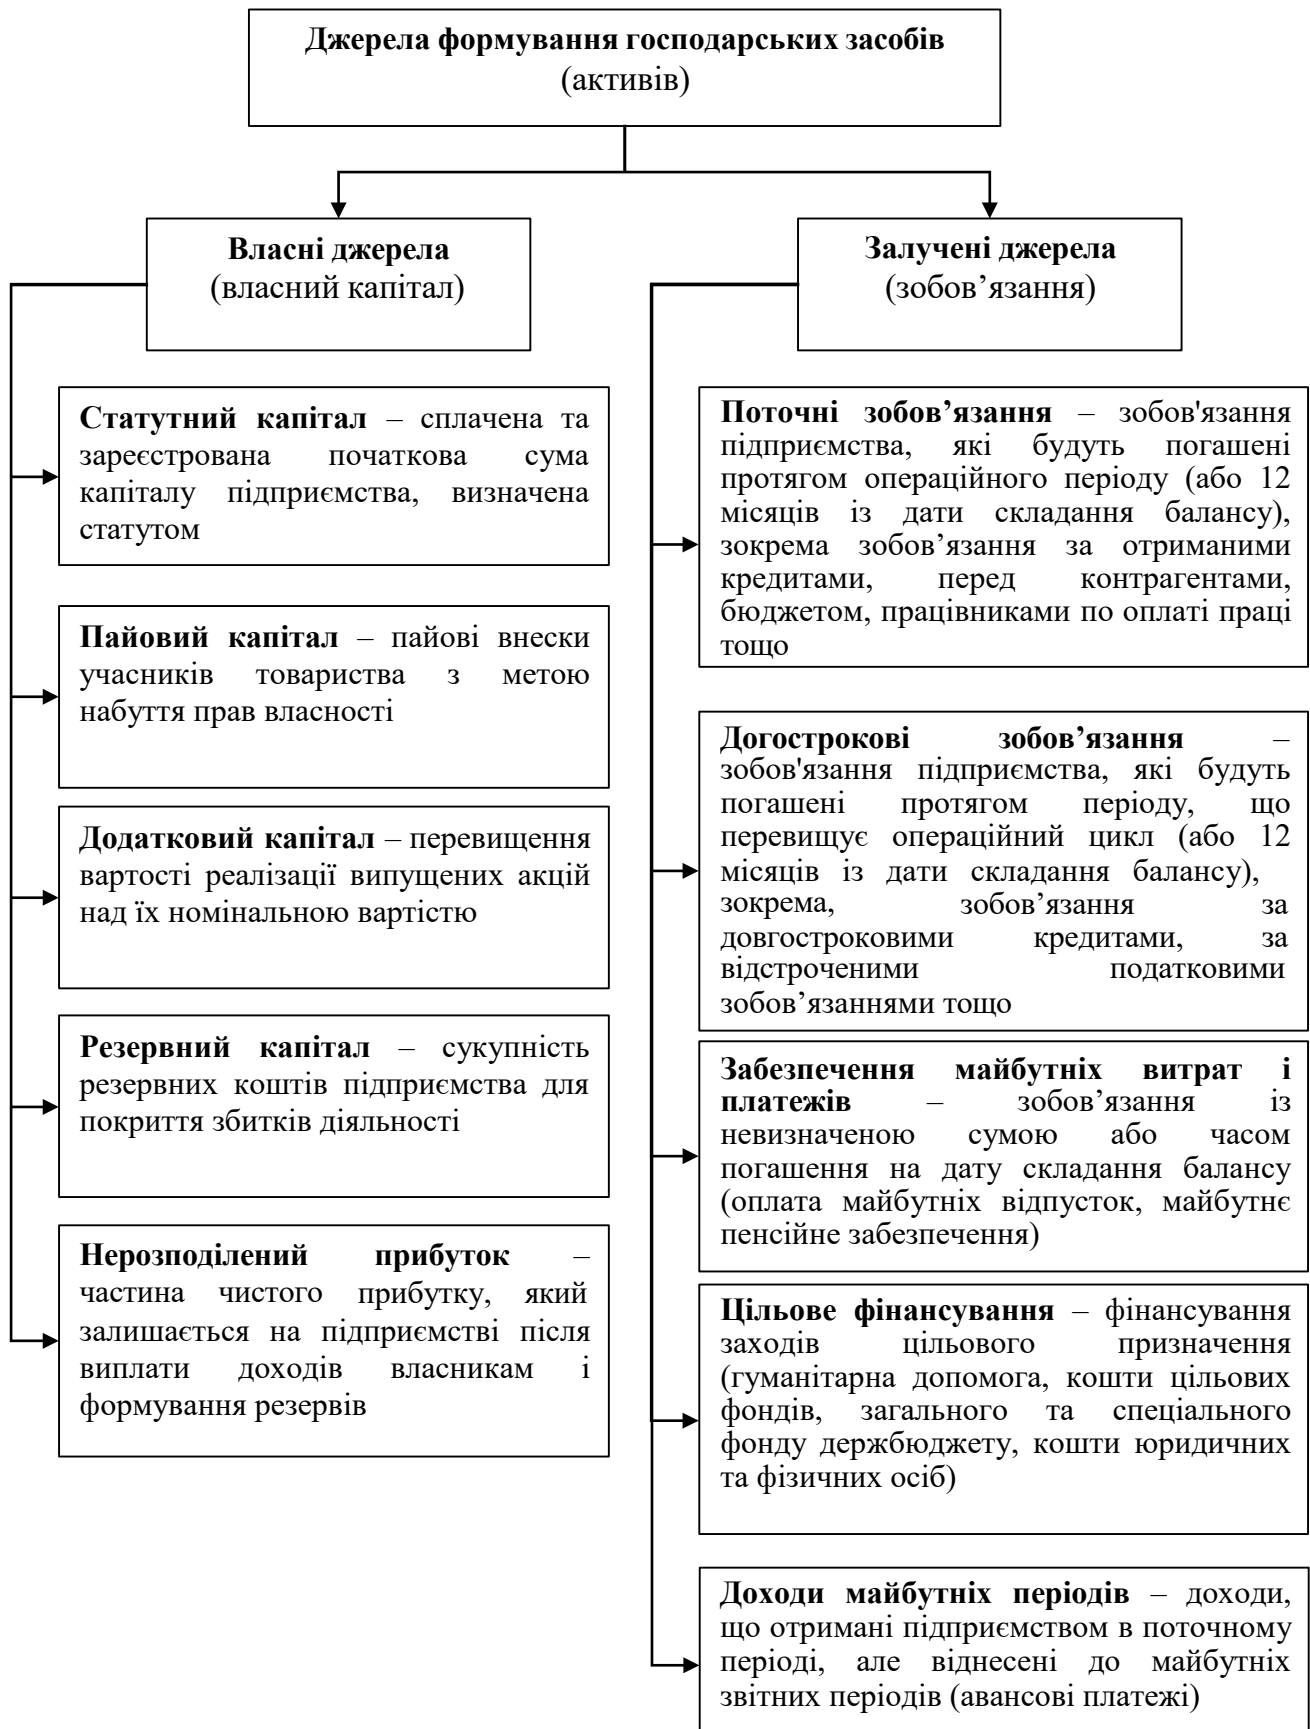 Джерела формування господарських засобів
(активів)
Власні джерела
(власний капітал)
Залучені джерела
(зобов’язання)
Статутний капітал – сплачена та
зареєстрована початкова сума
капіталу підприємства, визначена
статутом
Пайовий капітал – пайові внески
учасників товариства з метою
набуття прав власності
Додатковий капітал – перевищення
вартості реалізації випущених акцій
над їх номінальною вартістю
Резервний капітал – сукупність
резервних коштів підприємства для
покриття збитків діяльності
Нерозподілений прибуток –
частина чистого прибутку, який
залишається на підприємстві після
виплати доходів власникам і
формування резервів
Поточні зобов’язання – зобов'язання
підприємства, які будуть погашені
протягом операційного періоду (або 12
місяців із дати складання балансу),
зокрема зобов’язання за отриманими
кредитами, перед контрагентами,
бюджетом, працівниками по оплаті праці
тощо
Догострокові зобов’язання –
зобов'язання підприємства, які будуть
погашені протягом періоду, що
перевищує операційний цикл (або 12
місяців із дати складання балансу),
зокрема, зобов’язання за
довгостроковими кредитами, за
відстроченими податковими
зобов’язаннями тощо
Забезпечення майбутніх витрат і
платежів – зобов’язання із
невизначеною сумою або часом
погашення на дату складання балансу
(оплата майбутніх відпусток, майбутнє
пенсійне забезпечення)
Цільове фінансування – фінансування
заходів цільового призначення
(гуманітарна допомога, кошти цільових
фондів, загального та спеціального
фонду держбюджету, кошти юридичних
та фізичних осіб)
Доходи майбутніх періодів – доходи,
що отримані підприємством в поточному
періоді, але віднесені до майбутніх
звітних періодів (авансові платежі)